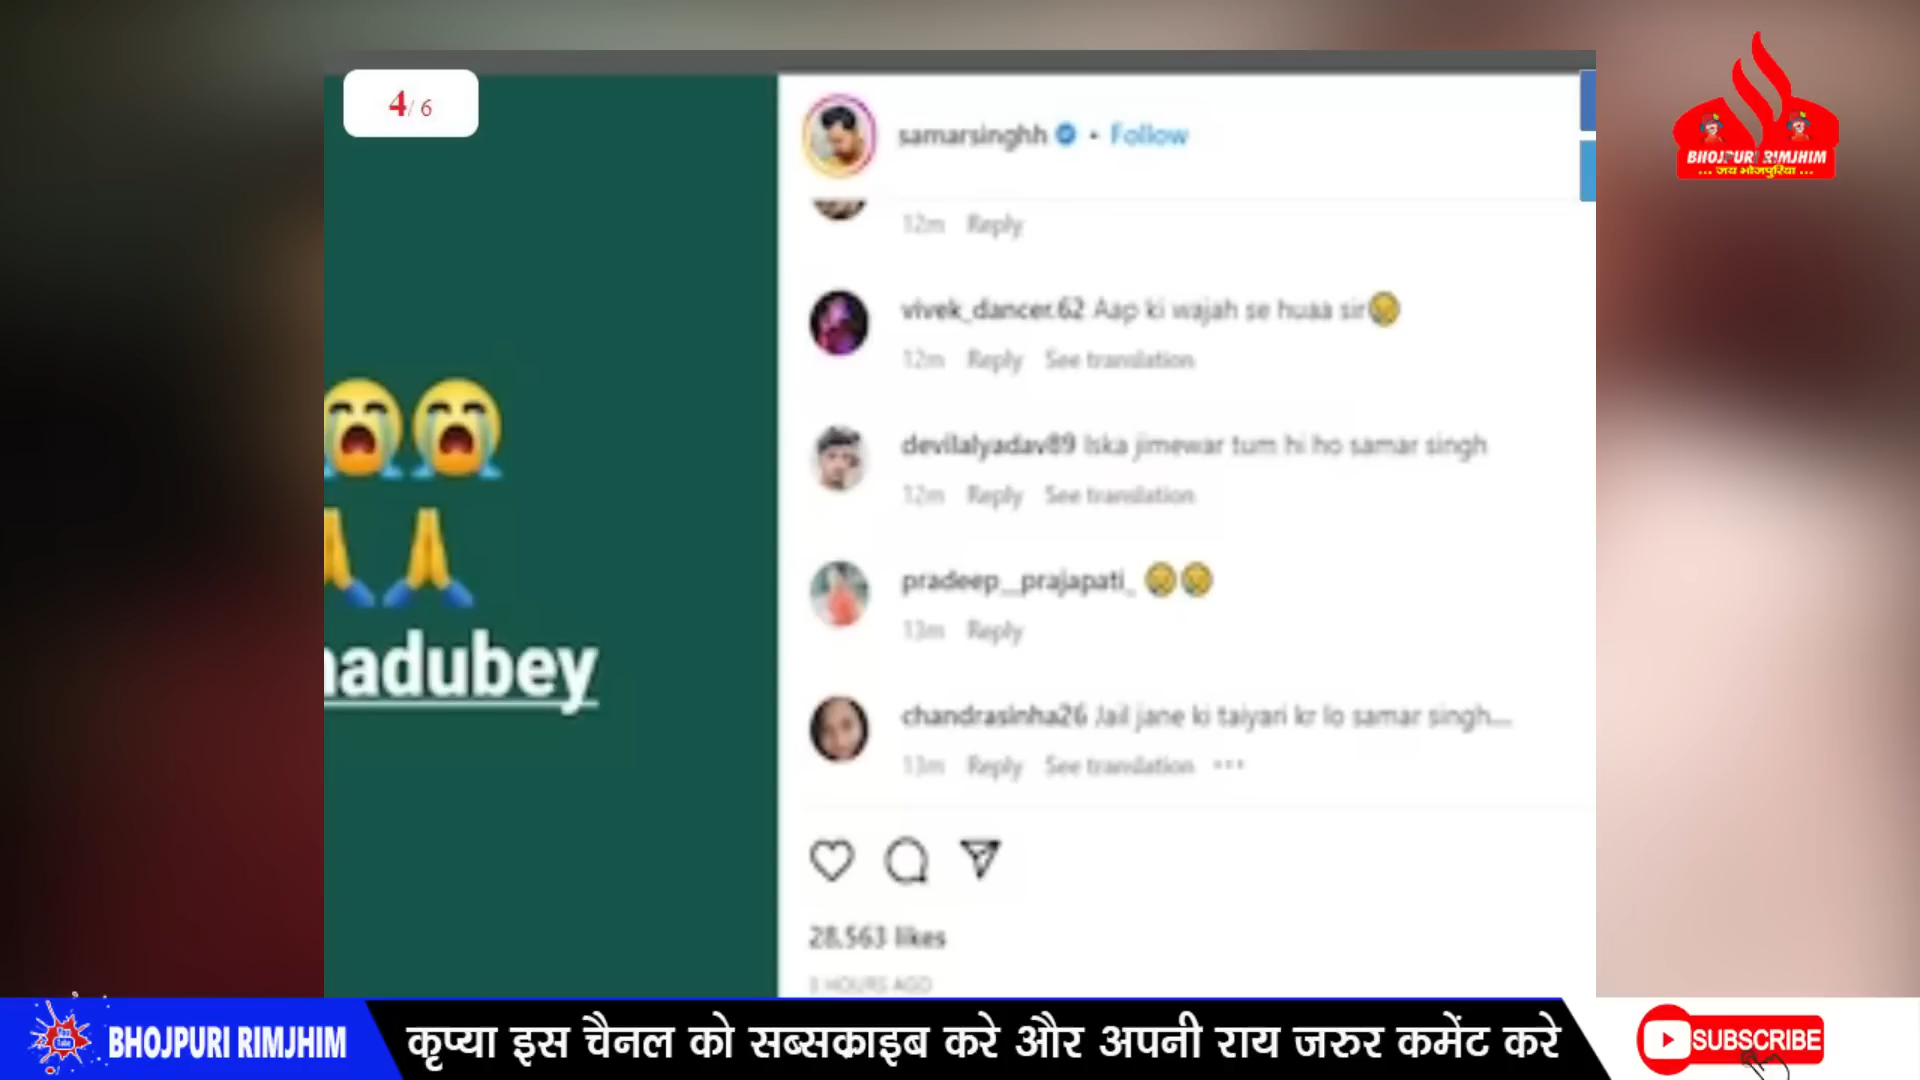 4/ 6
BHOJPURI RIMJHIM
... जय भोजपुरिया ...
samarsinghh • Follow
12m Reply
vivek_dancer.62 Aap ki wajah se huaa sir😢
12m Reply See translation
devilalyadav89 Iska jimewar tum hi ho samar singh
12m Reply See translation
pradeep__prajapati_ 😢😢
13m Reply
😭😭
🙏🙏
adubey
chandrasinha26 Jail jane ki taiyari kr lo samar singh....
13m Reply See translation •••
28,563 likes
3 HOURS AGO
You Tube
BHOJPURI RIMJHIM
कृप्या इस चैनल को सब्सक्राइब करे और अपनी राय जरुर कमेंट करे
SUBSCRIBE